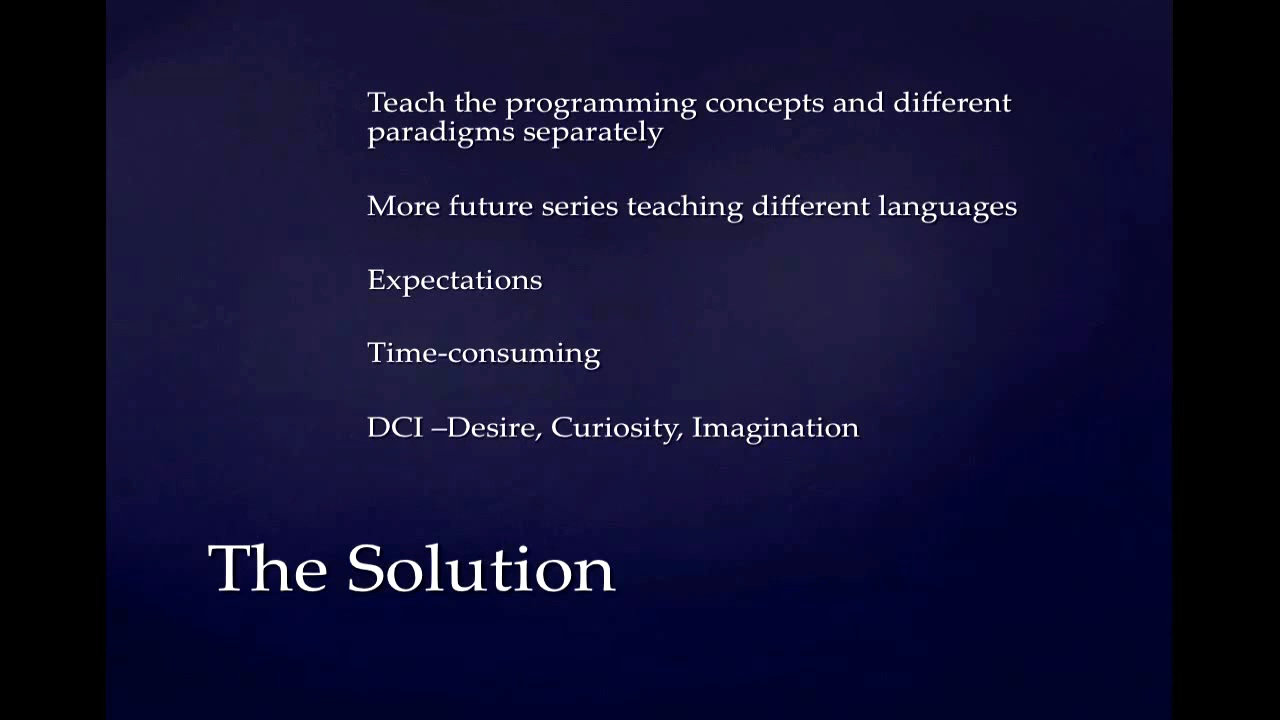 Teach the programming concepts and different
paradigms separately
More future series teaching different languages
Expectations
Time-consuming
DCI –Desire, Curiosity, Imagination
The Solution